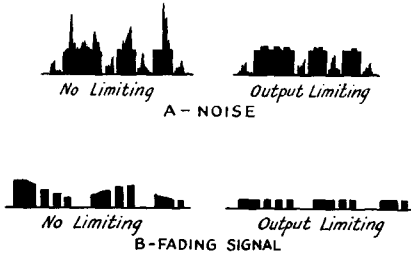 No Limiting
Output Limiting
A - NOISE
No Limiting
Output Limiting
B-FADING SIGNAL